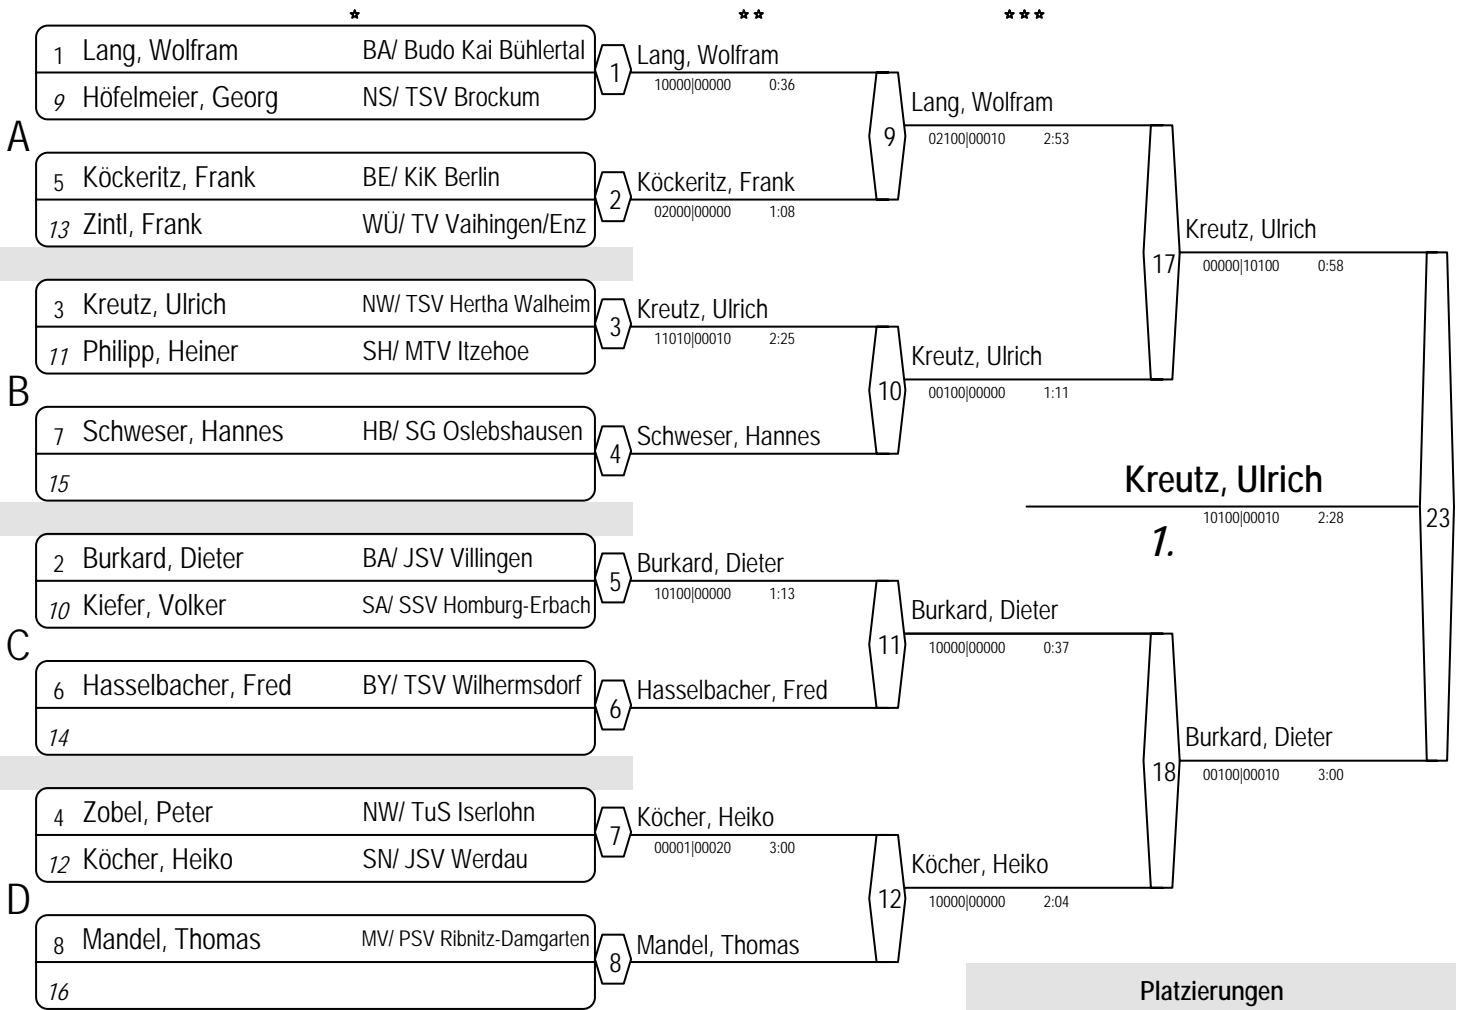 A
1 Lang, Wolfram BA/ Budo Kai Bühlertal
9 Höfelmeier, Georg NS/ TSV Brockum
5 Köckeritz, Frank BE/ KiK Berlin
13 Zintl, Frank WÜ/ TV Vaihingen/Enz
B
3 Kreutz, Ulrich NW/ TSV Hertha Walheim
11 Philipp, Heiner SH/ MTV Itzehoe
7 Schweser, Hannes HB/ SG Oslebshausen
15
C
2 Burkard, Dieter BA/ JSV Villingen
10 Kiefer, Volker SA/ SSV Homburg-Erbach
6 Hasselbacher, Fred BY/ TSV Wilhermsdorf
14
D
4 Zobel, Peter NW/ TuS Iserlohn
12 Köcher, Heiko SN/ JSV Werdau
8 Mandel, Thomas MV/ PSV Ribnitz-Damgarten
16
1 Lang, Wolfram
10000|00000 0:36
2 Köckeritz, Frank
02000|00000 1:08
3 Kreutz, Ulrich
11010|00010 2:25
4 Schweser, Hannes
5 Burkard, Dieter
10100|00000 1:13
6 Hasselbacher, Fred
7 Köcher, Heiko
00001|00020 3:00
8 Mandel, Thomas
9 Lang, Wolfram
02100|00010 2:53
10 Kreutz, Ulrich
00100|00000 1:11
11 Burkard, Dieter
10000|00000 0:37
12 Köcher, Heiko
10000|00000 2:04
17 Kreutz, Ulrich
00000|10100 0:58
18 Burkard, Dieter
00100|00010 3:00
23
Kreutz, Ulrich
1. 10100|00010 2:28
Platzierungen